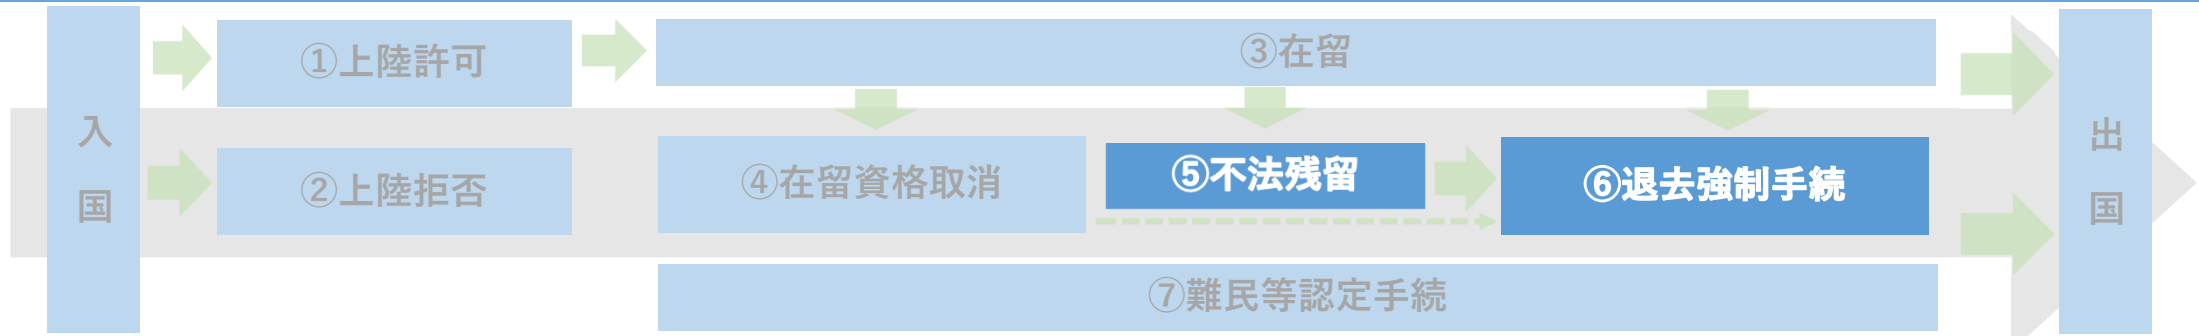 入国
①上陸許可
③在留
②上陸拒否
④在留資格取消
⑤不法残留
⑥退去強制手続
⑦難民等認定手続
出国